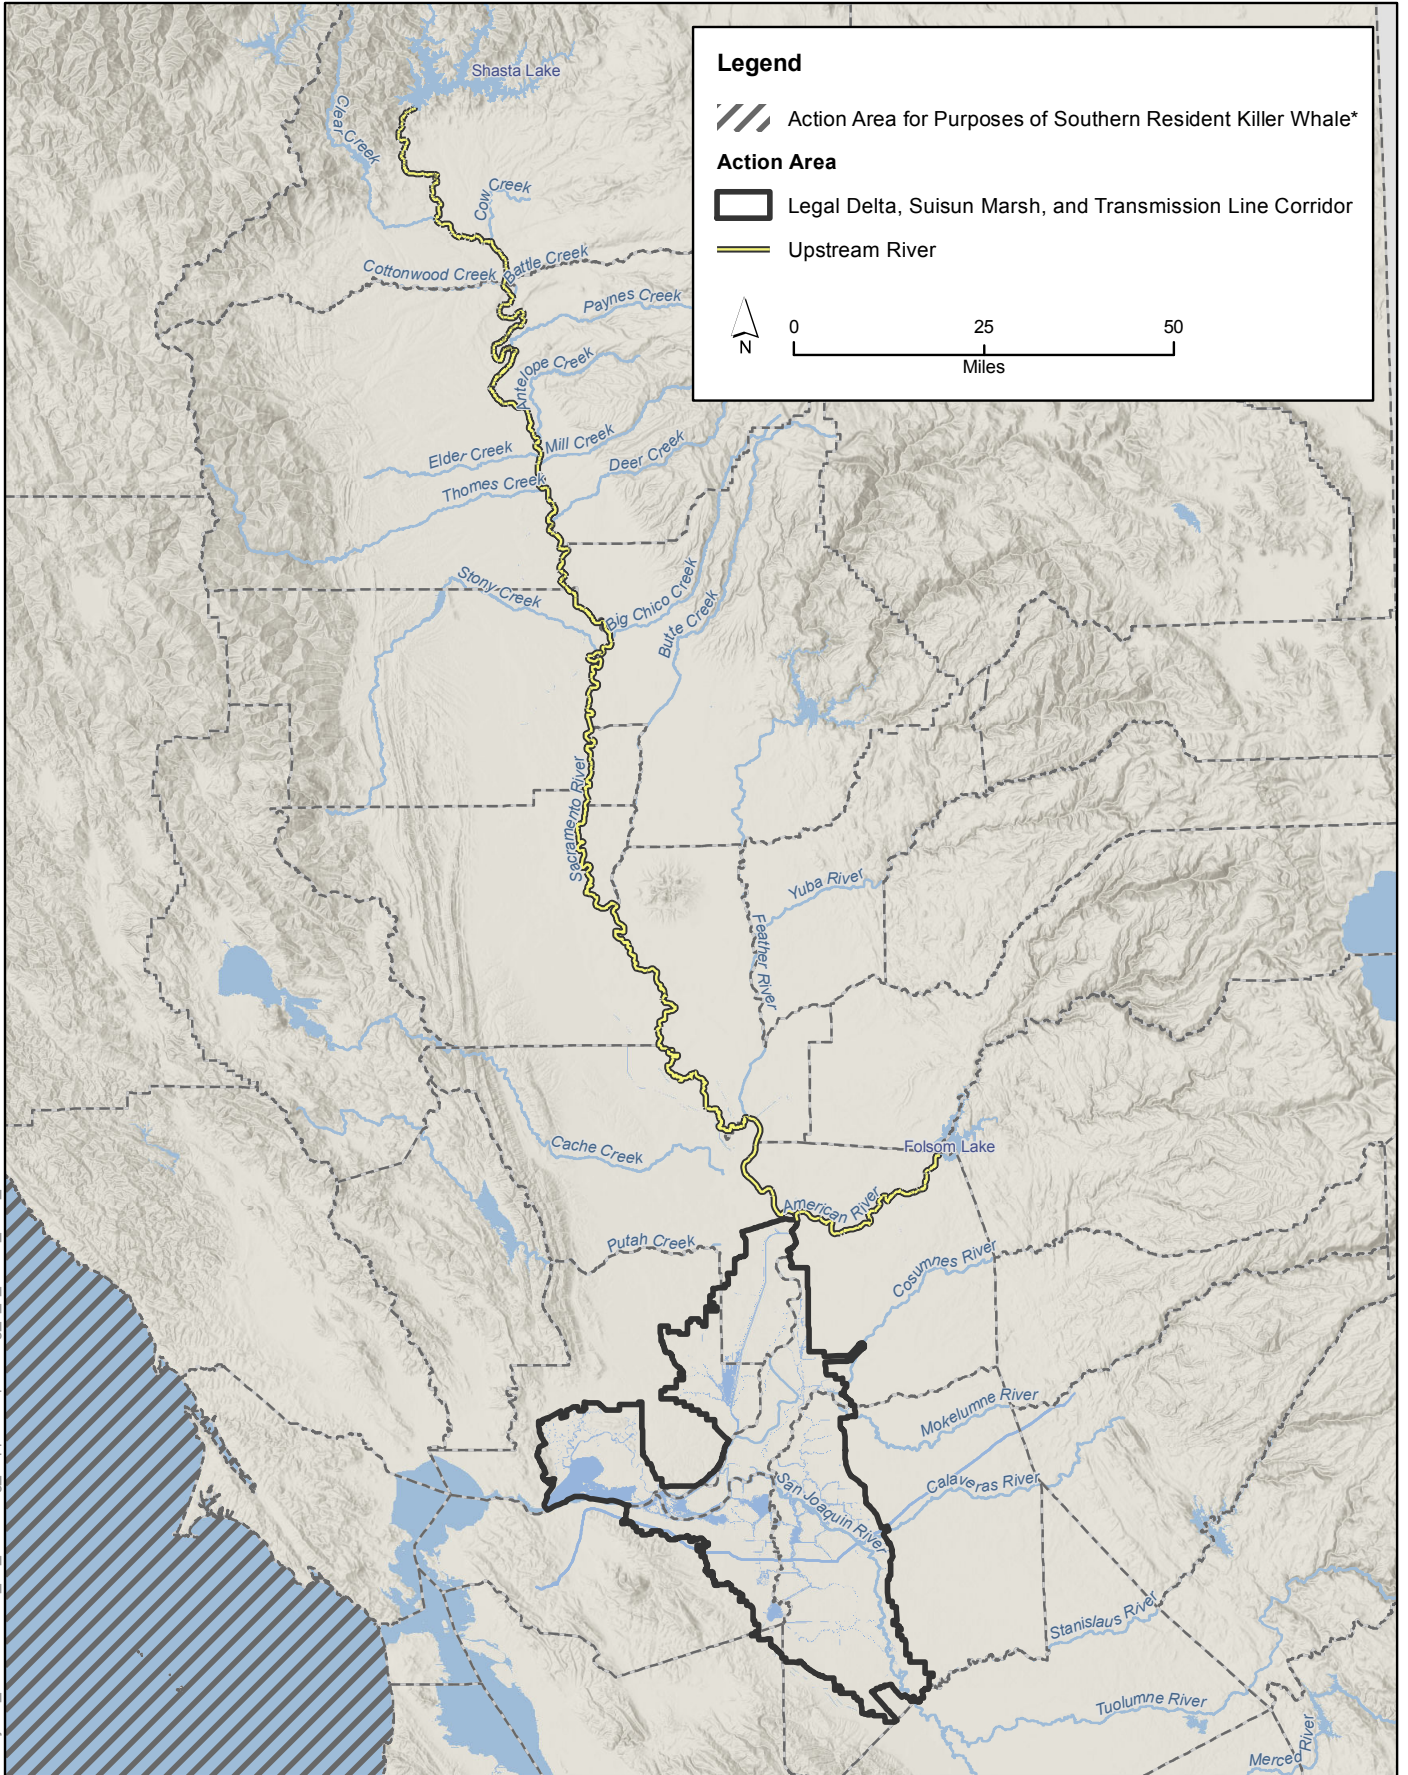 Legend
Action Area for Purposes of Southern Resident Killer Whale*
Action Area
Legal Delta, Suisun Marsh, and Transmission Line Corridor
Upstream River
N
0 25 50
Miles
Shasta Lake
Clear Creek
Cow Creek
Cottonwood Creek
Battle Creek
Paynes Creek
Antelope Creek
Elder Creek
Mill Creek
Deer Creek
Thomes Creek
Stony Creek
Big Chico Creek
Butte Creek
Sacramento River
Yuba River
Feather River
Cache Creek
Folsom Lake
American River
Putah Creek
Cosumnes River
Mokelumne River
Calaveras River
San Joaquin River
Stanislaus River
Tuolumne River
Merced River